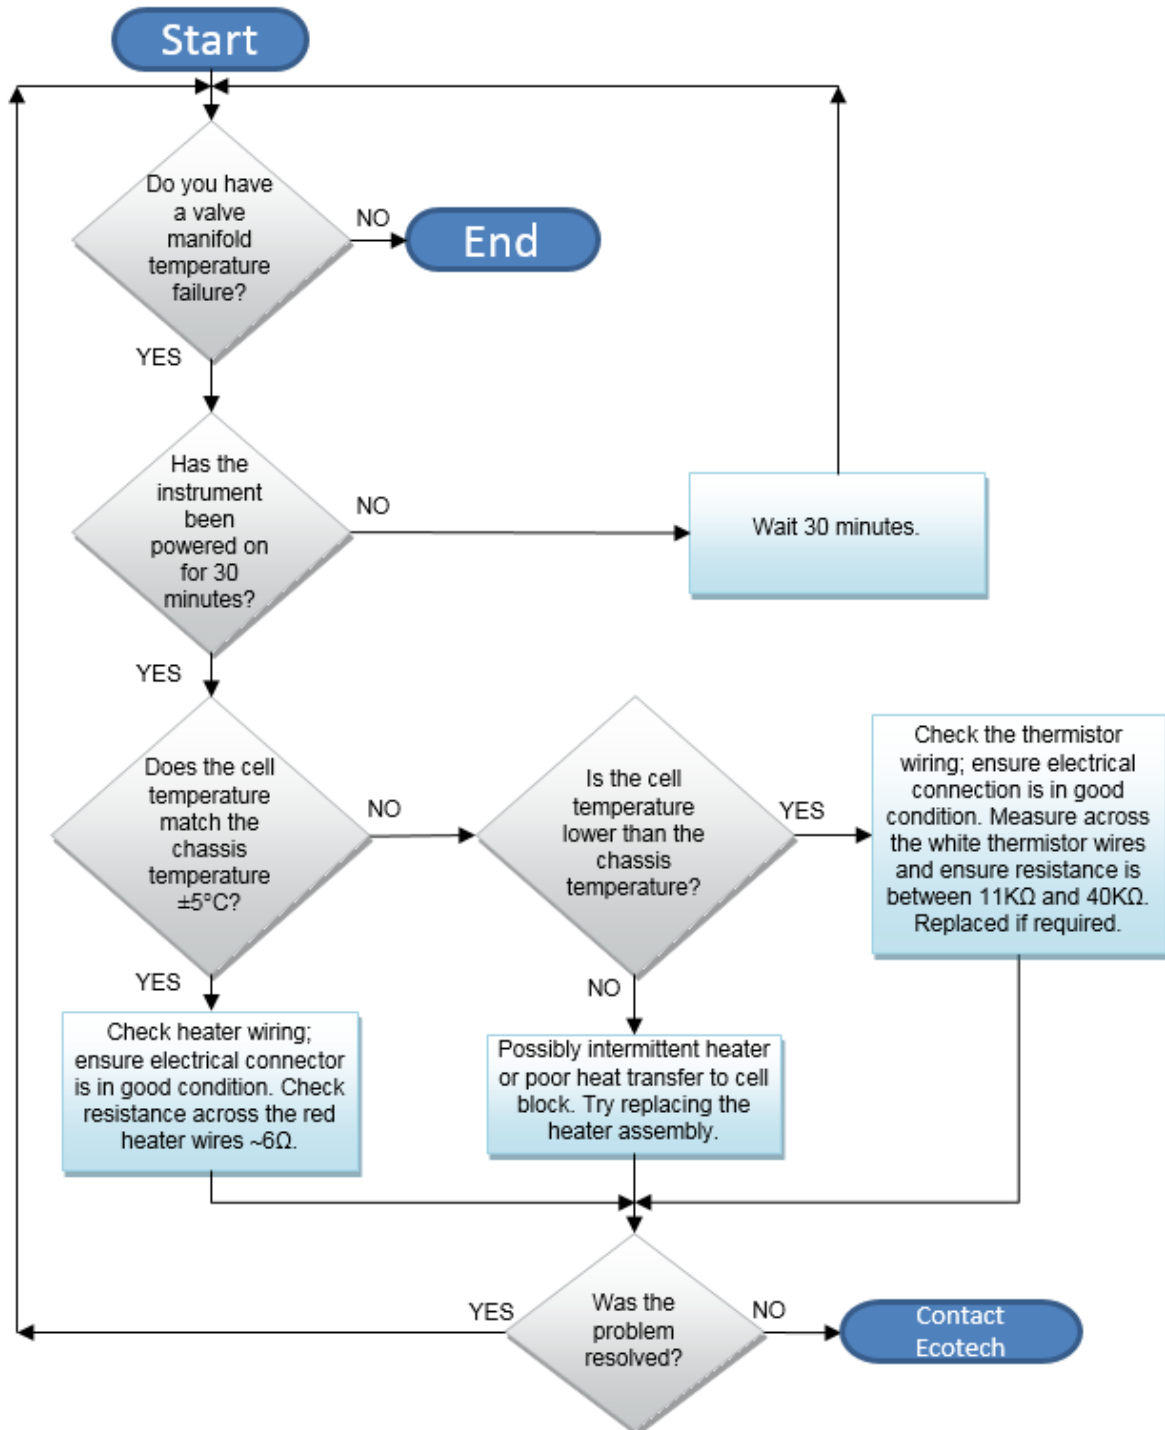 Start
Do you have
a valve
manifold
temperature
failure?
NO
End
YES
Has the
instrument
been
powered on
for 30
minutes?
NO
Wait 30 minutes.
YES
Does the cell
temperature
match the
chassis
temperature
±5°C?
NO
Is the cell
temperature
lower than the
chassis
temperature?
YES
Check the thermistor
wiring; ensure electrical
connection is in good
condition. Measure across
the white thermistor wires
and ensure resistance is
between 11KΩ and 40KΩ.
Replaced if required.
YES
Check heater wiring;
ensure electrical connector
is in good condition. Check
resistance across the red
heater wires ~6Ω.
NO
Possibly intermittent heater
or poor heat transfer to cell
block. Try replacing the
heater assembly.
YES
Was the
problem
resolved?
NO
Contact
Ecotech